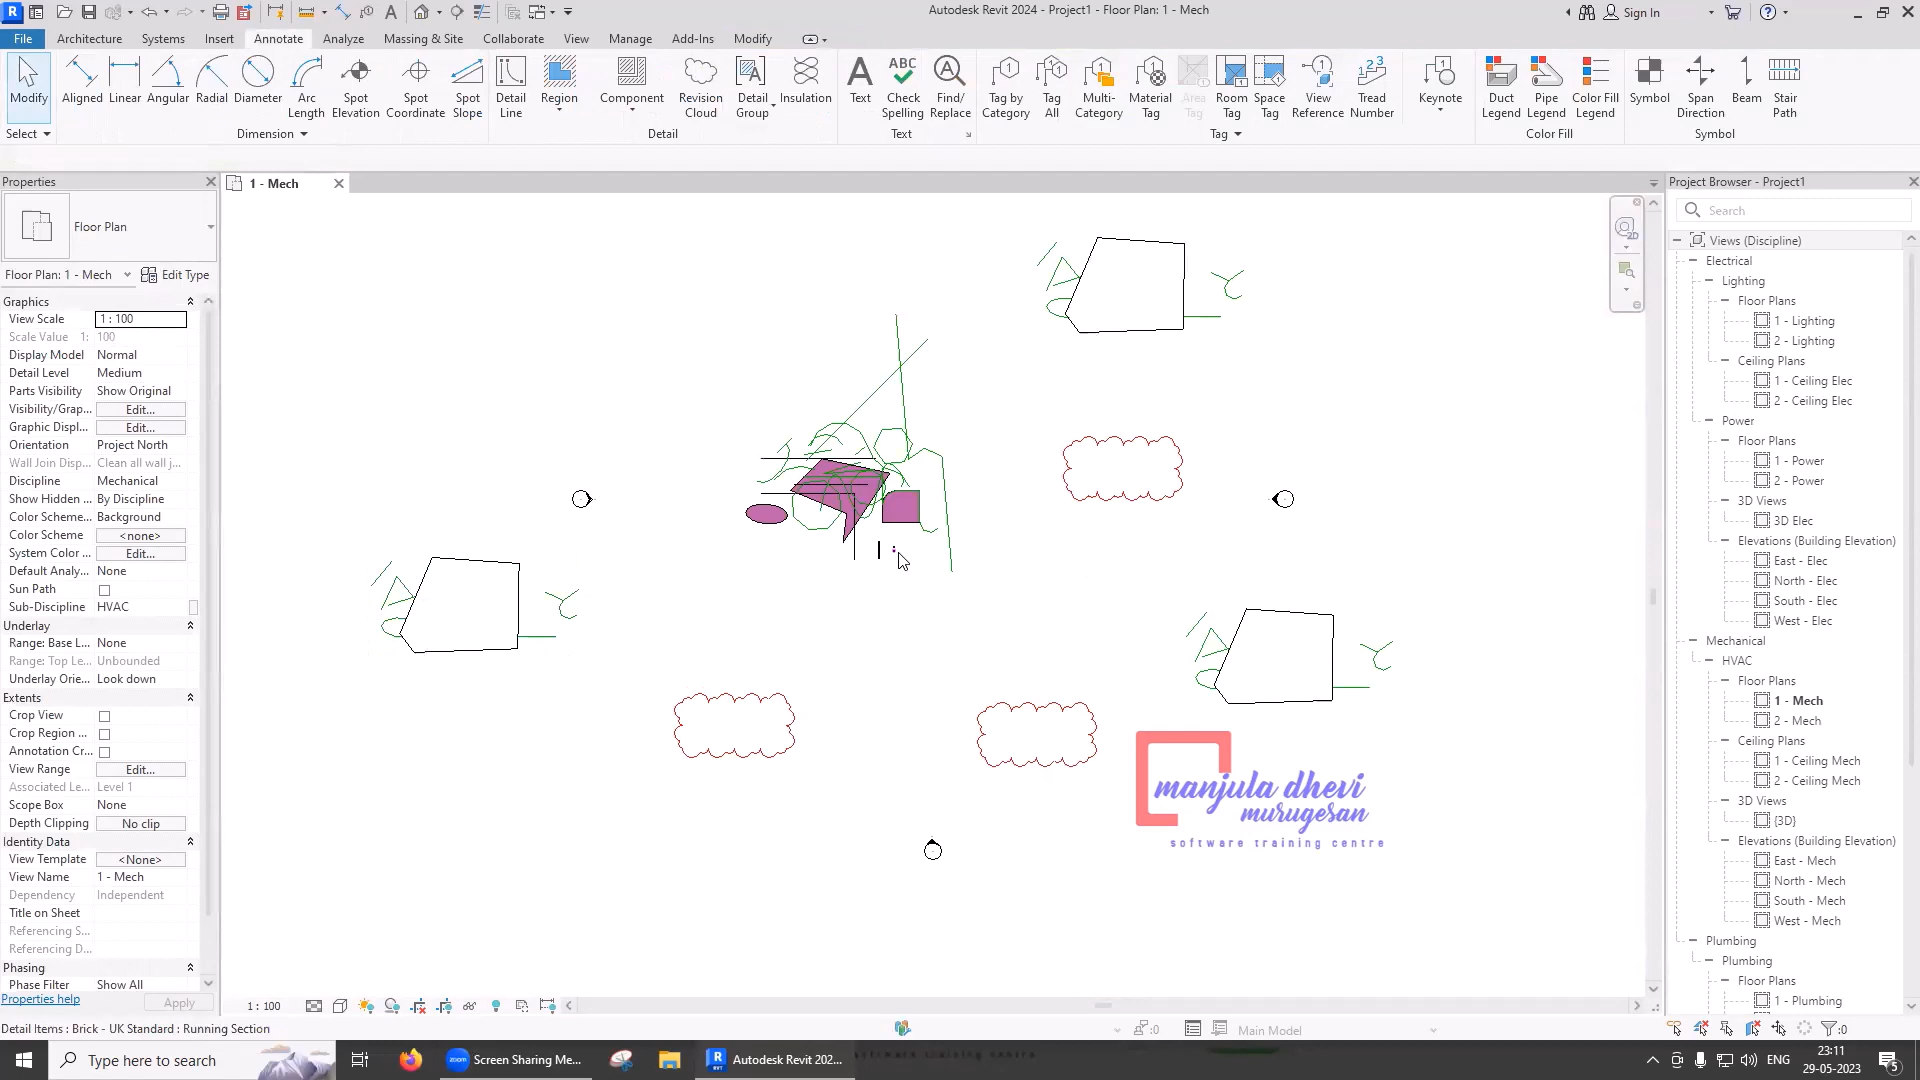 Autodesk Revit 2024 - Project1 - Floor Plan: 1 - Mech
Sign In
File Architecture Systems Insert Annotate Analyze Massing & Site Collaborate View Manage Add-Ins Modify
Modify
Aligned Linear Angular Radial Diameter Arc Length Spot Elevation Spot Coordinate Spot Slope
Detail Line Region Component Revision Cloud Detail Group Insulation
Text Check Spelling Find/ Replace
Tag by Category Tag All Multi- Category Material Tag Area Tag Room Tag Space Tag View Reference Tread Number Keynote
Duct Legend Pipe Legend Color Fill Legend Symbol Span Direction Beam Stair Path
Select Dimension Detail Text Tag Color Fill Symbol
Properties
1 - Mech
Project Browser - Project1
Floor Plan
Search
Floor Plan: 1 - Mech Edit Type
Graphics
View Scale 1 : 100
Scale Value 1: 100
Display Model Normal
Detail Level Medium
Parts Visibility Show Original
Visibility/Grap... Edit...
Graphic Displ... Edit...
Orientation Project North
Wall Join Disp... Clean all wall j...
Discipline Mechanical
Show Hidden ... By Discipline
Color Scheme... Background
Color Scheme <none>
System Color ... Edit...
Default Analy... None
Sun Path
Sub-Discipline HVAC
Underlay
Range: Base L... None
Range: Top Le... Unbounded
Underlay Orie... Look down
Extents
Crop View
Crop Region ...
Annotation Cr...
View Range Edit...
Associated Le... Level 1
Scope Box None
Depth Clipping No clip
Identity Data
View Template <None>
View Name 1 - Mech
Dependency Independent
Title on Sheet
Referencing S...
Referencing D...
Phasing
Phase Filter Show All
Properties help Apply
Views (Discipline)
Electrical
Lighting
Floor Plans
1 - Lighting
2 - Lighting
Ceiling Plans
1 - Ceiling Elec
2 - Ceiling Elec
Power
Floor Plans
1 - Power
2 - Power
3D Views
3D Elec
Elevations (Building Elevation)
East - Elec
North - Elec
South - Elec
West - Elec
Mechanical
HVAC
Floor Plans
1 - Mech
2 - Mech
Ceiling Plans
1 - Ceiling Mech
2 - Ceiling Mech
3D Views
{3D}
Elevations (Building Elevation)
East - Mech
North - Mech
South - Mech
West - Mech
Plumbing
Plumbing
Floor Plans
1 - Plumbing
manjula dhevi
murugesan
software training centre
1 : 100
Detail Items : Brick - UK Standard : Running Section
:0
Main Model
:0
Type here to search
Screen Sharing Me...
Autodesk Revit 202...
ENG
23:11
29-05-2023
5